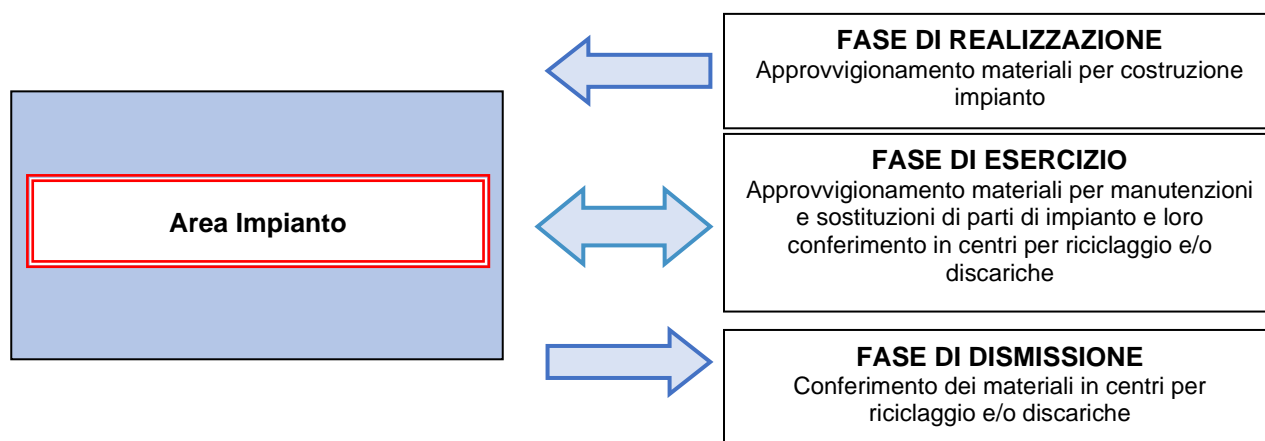 FASE DI REALIZZAZIONE
Approvvigionamento materiali per costruzione
impianto
Area Impianto
FASE DI ESERCIZIO
Approvvigionamento materiali per manutenzioni
e sostituzioni di parti di impianto e loro
conferimento in centri per riciclaggio e/o
discariche
FASE DI DISMISSIONE
Conferimento dei materiali in centri per
riciclaggio e/o discariche